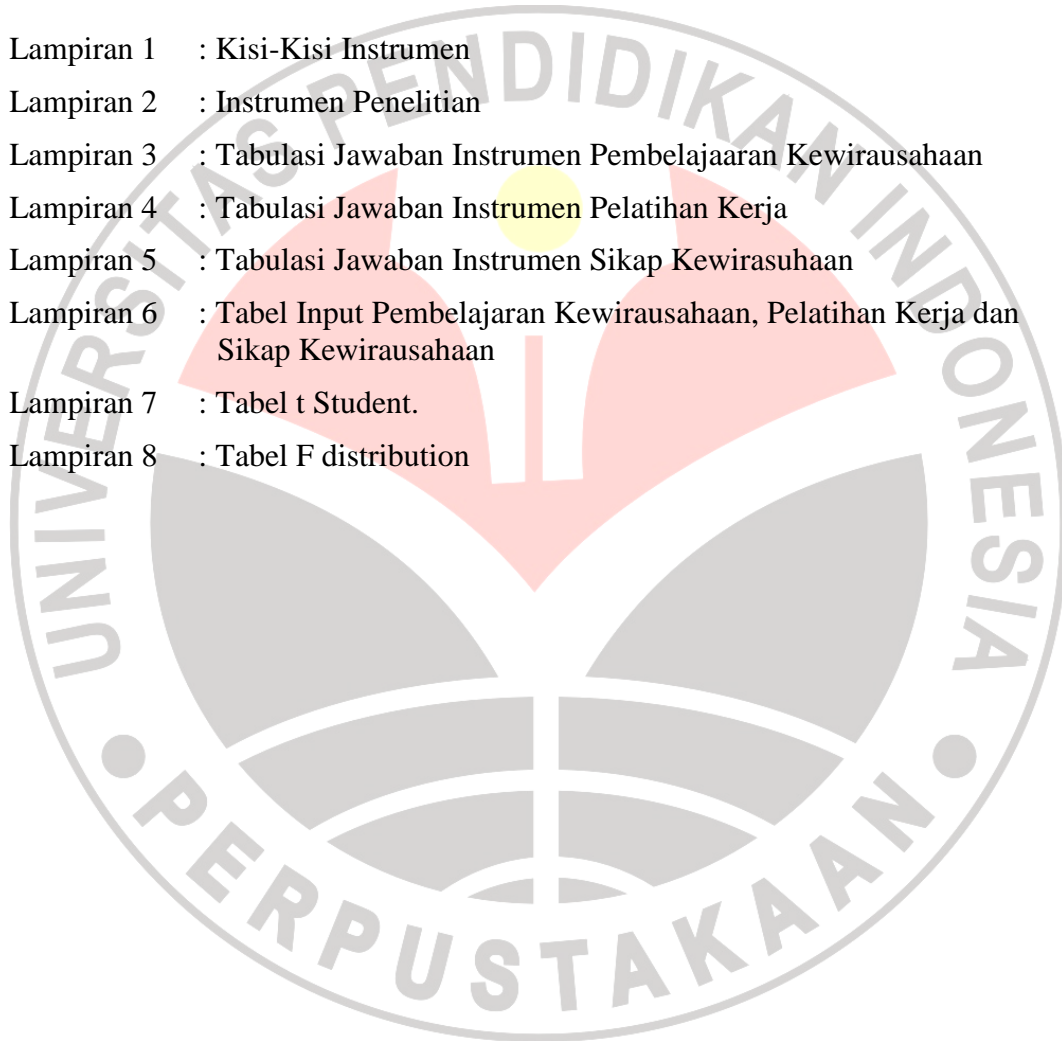 Lampiran 1 : Kisi-Kisi Instrumen
Lampiran 2 : Instrumen Penelitian
Lampiran 3 : Tabulasi Jawaban Instrumen Pembelajaaran Kewirausahaan
Lampiran 4 : Tabulasi Jawaban Instrumen Pelatihan Kerja
Lampiran 5 : Tabulasi Jawaban Instrumen Sikap Kewirasuhaan
Lampiran 6 : Tabel Input Pembelajaran Kewirausahaan, Pelatihan Kerja dan
Sikap Kewirausahaan
Lampiran 7 : Tabel t Student.
Lampiran 8 : Tabel F distribution
UNIVERSITAS PENDIDIKAN INDONESIA
PERPUSTAKAAN